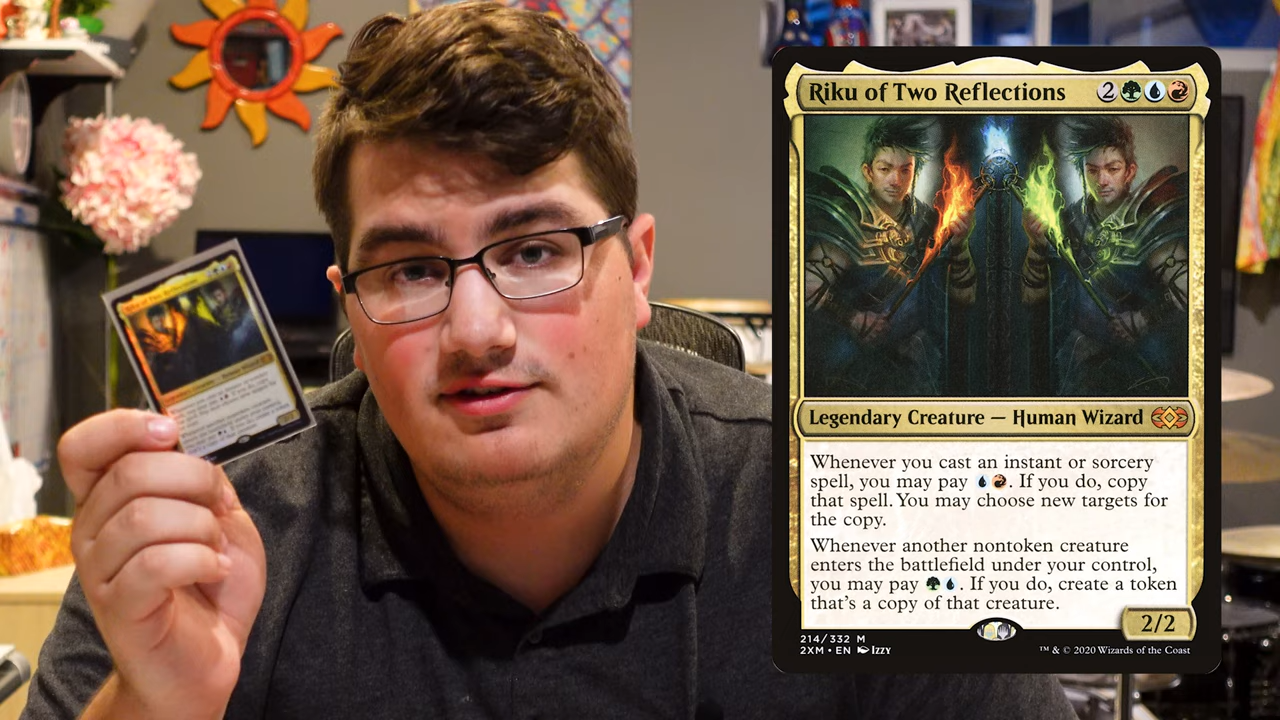 Riku of Two Reflections 2
Legendary Creature — Human Wizard
Whenever you cast an instant or sorcery
spell, you may pay . If you do, copy
that spell. You may choose new targets for
the copy.
Whenever another nontoken creature
enters the battlefield under your control,
you may pay . If you do, create a token
that's a copy of that creature.
2/2
214/332 M
2XM • EN Izzy
™ & © 2020 Wizards of the Coast